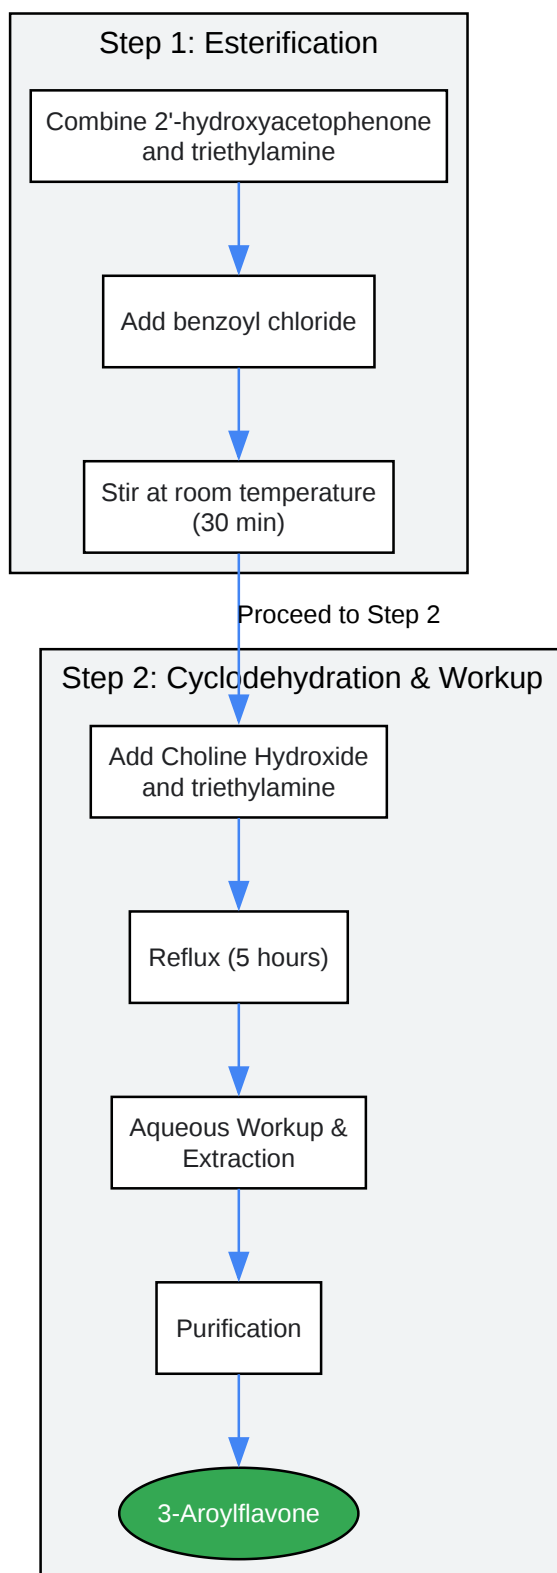 Step 1: Esterification
Combine 2'-hydroxyacetophenone
and triethylamine
Add benzoyl chloride
Stir at room temperature
(30 min)
Proceed to Step 2
Step 2: Cyclodehydration & Workup
Add Choline Hydroxide
and triethylamine
Reflux (5 hours)
Aqueous Workup &
Extraction
Purification
3-Aroylflavone